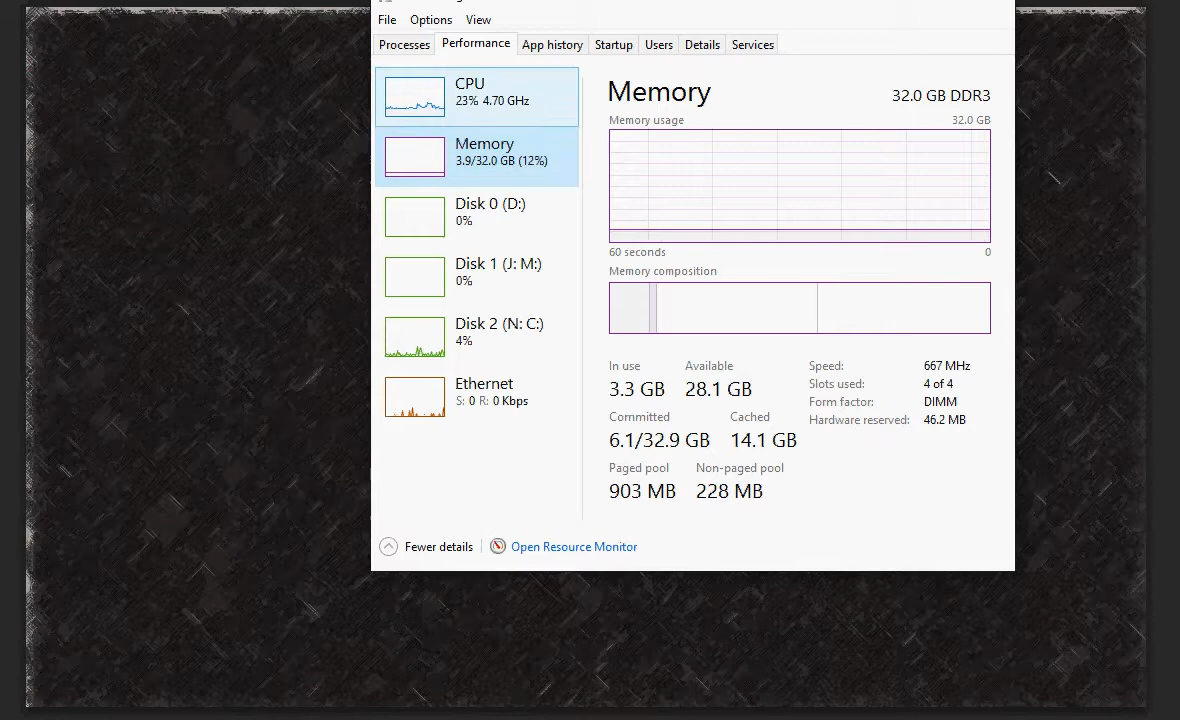 File Options View
Processes Performance App history Startup Users Details Services
CPU
23% 4.70 GHz
Memory
3.9/32.0 GB (12%)
Disk 0 (D:)
0%
Disk 1 (J: M:)
0%
Disk 2 (N: C:)
4%
Ethernet
S: 0 R: 0 Kbps
Memory 32.0 GB DDR3
Memory usage 32.0 GB
60 seconds 0
Memory composition
In use Available
3.3 GB 28.1 GB
Committed Cached
6.1/32.9 GB 14.1 GB
Paged pool Non-paged pool
903 MB 228 MB
Speed: 667 MHz
Slots used: 4 of 4
Form factor: DIMM
Hardware reserved: 46.2 MB
Fewer details Open Resource Monitor